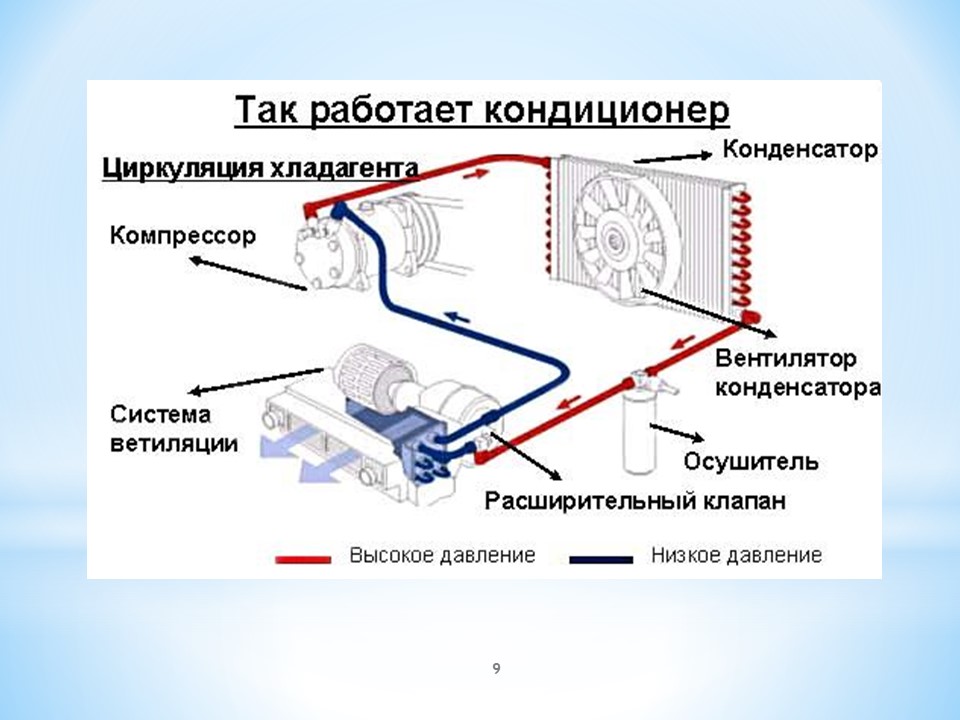 Так работает кондиционер
Конденсатор
Циркуляция хладагента
Компрессор
Вентилятор
конденсатора
Система
ветиляции
Осушитель
Расширительный клапан
Высокое давление
Низкое давление
9